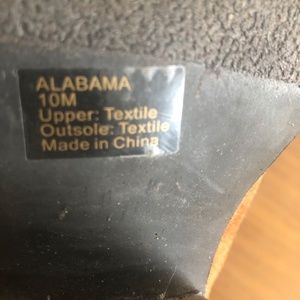 ALABAMA
10M
Upper: Textile
Outsole: Textile
Made in China